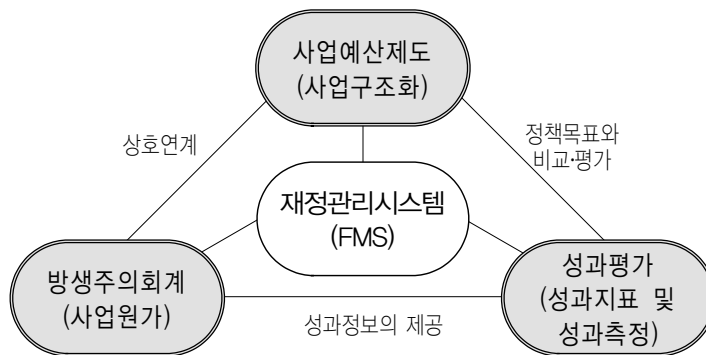 사업예산제도
(사업구조화)
상호연계
정책목표와
비교·평가
재정관리시스템
(FMS)
방생주의회계
(사업원가)
성과평가
(성과지표 및
성과측정)
성과정보의 제공